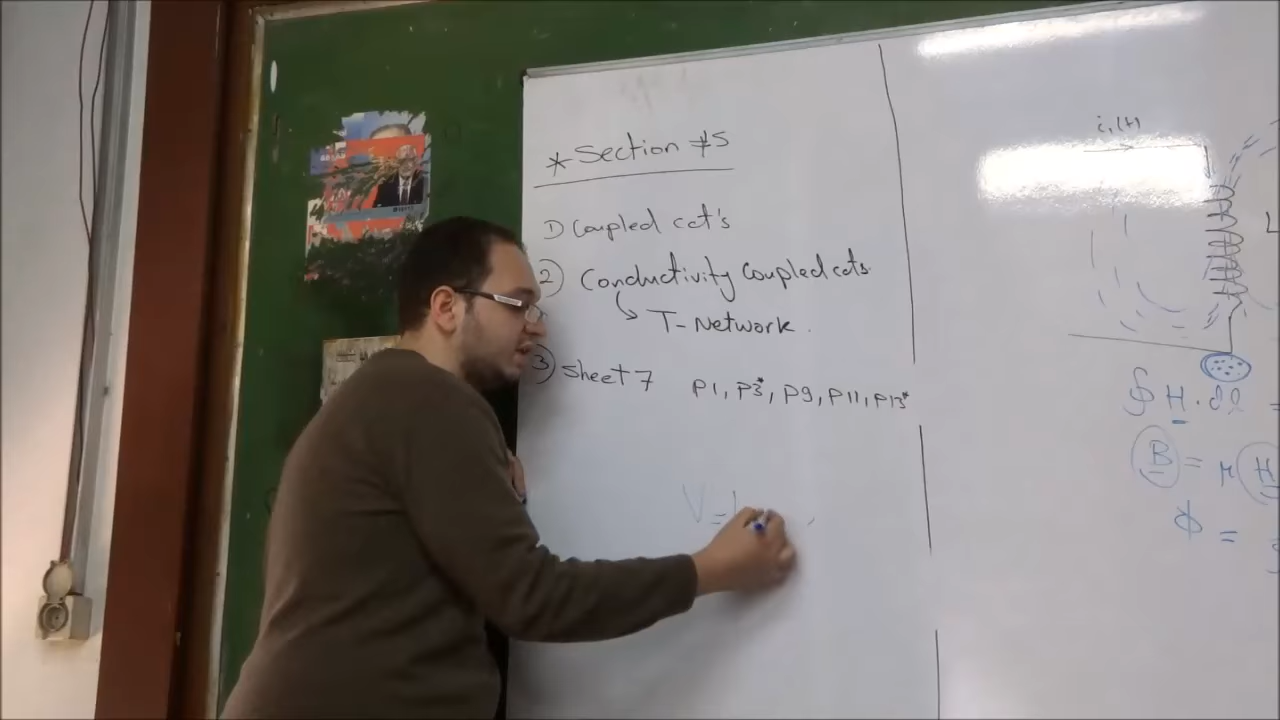 * Section #5
1) Coupled cct's
2) Conductivity Coupled ccts.
↳ T-Network.
3) Sheet 7 P1, P3*, P9, P11, P13*
V = L
i₁(t)
L
∮ H · dl =
B = μ H
φ =